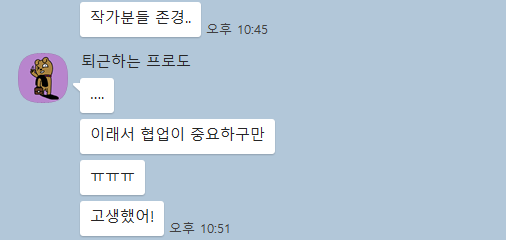 작가분들 존경..
오후 10:45
퇴근하는 프로도
....
이래서 협업이 중요하구만
ㅠㅠㅠ
고생했어!
오후 10:51